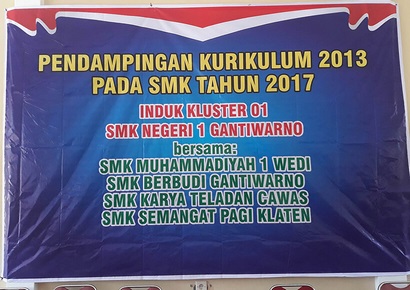 PENDAMPINGAN KURIKULUM 2013
PADA SMK TAHUN 2017
INDUK KLUSTER 01
SMK NEGERI 1 GANTIWARNO
bersama:
SMK MUHAMMADIYAH 1 WEDI
SMK BERBUDI GANTIWARNO
SMK KARYA TELADAN CAWAS
SMK SEMANGAT PAGI KLATEN